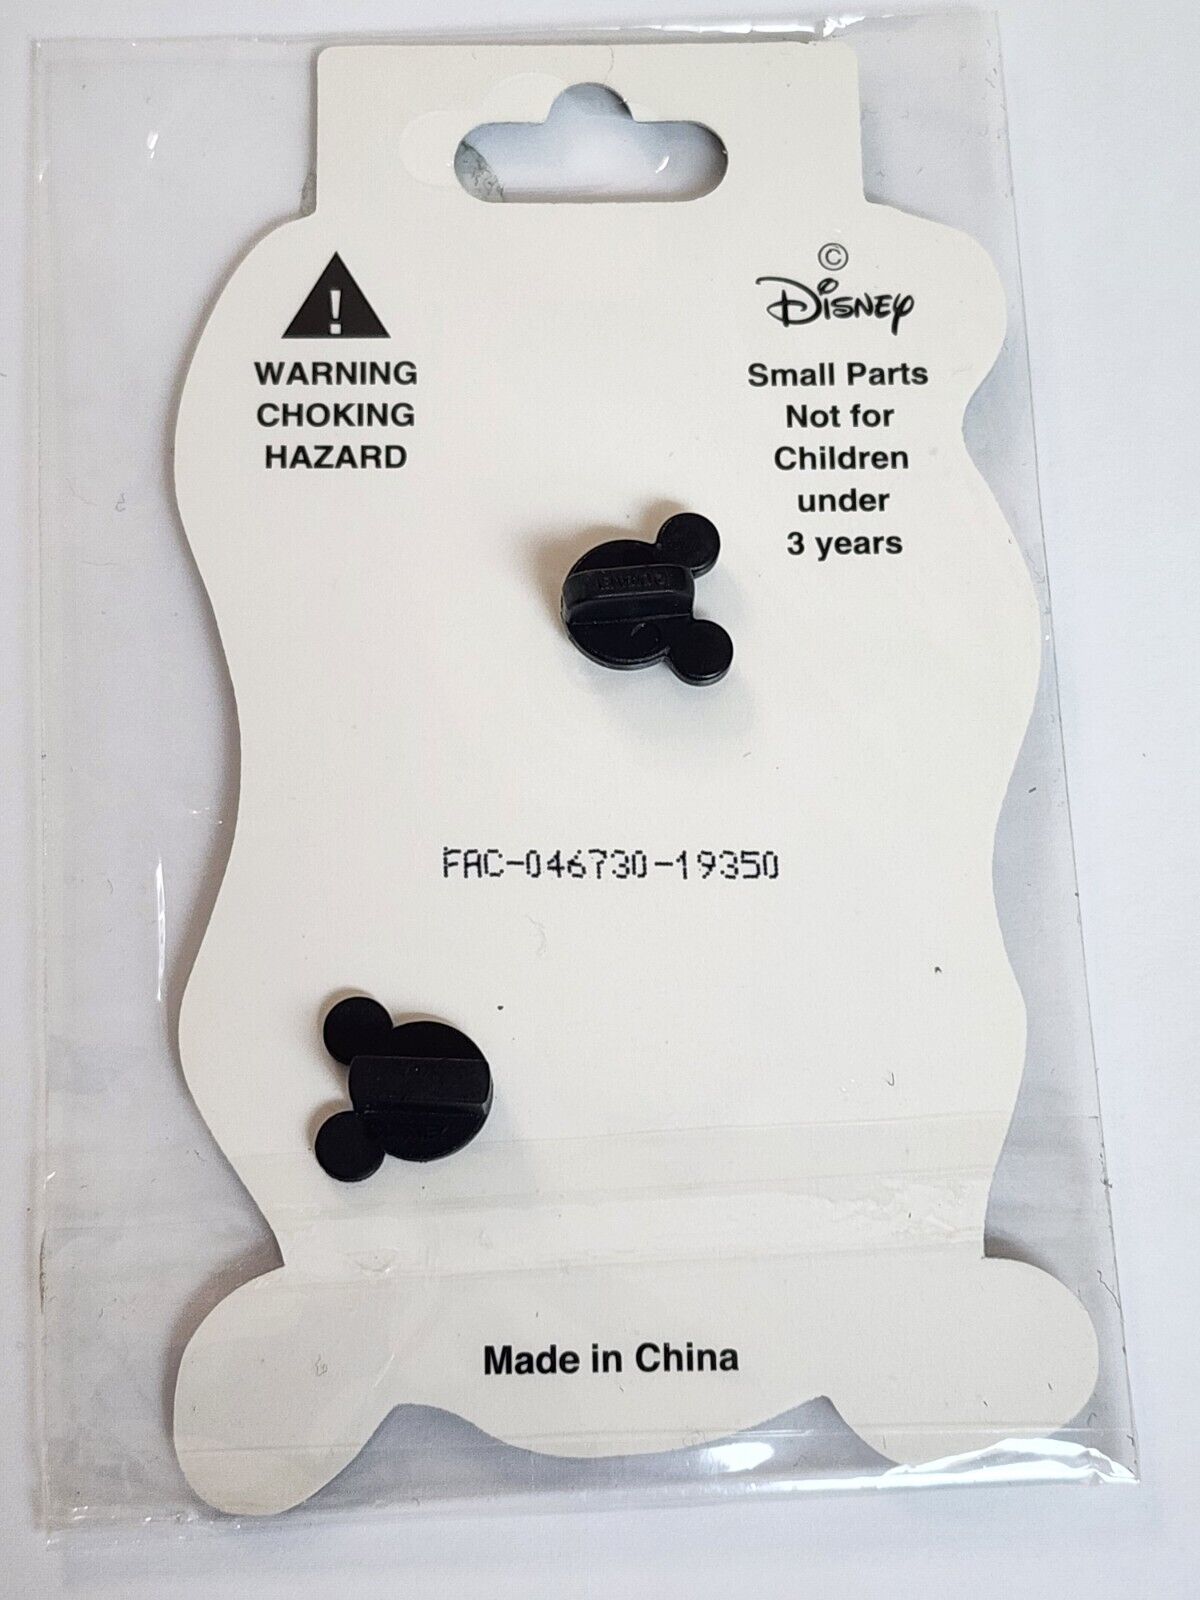 WARNING
CHOKING
HAZARD
©
Disney
Small Parts
Not for
Children
under
3 years
FAC-046730-19350
Made in China